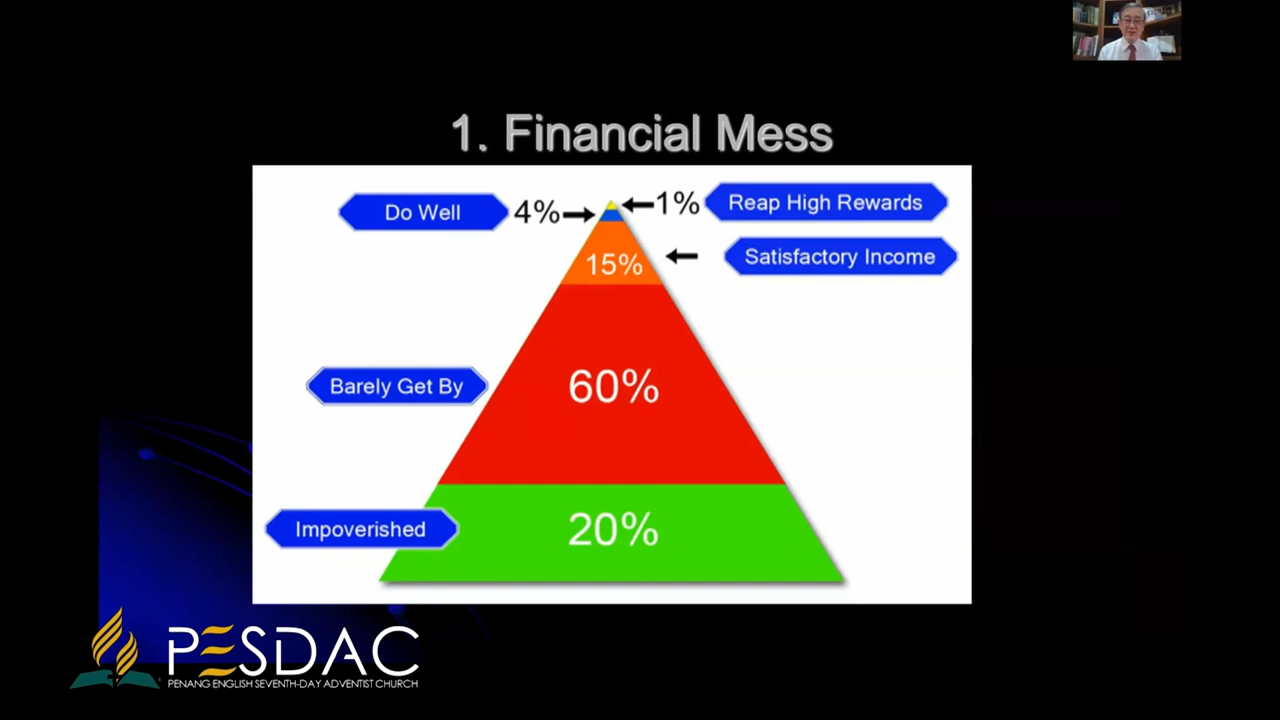 1. Financial Mess
Do Well
4%
1%
Reap High Rewards
15%
Satisfactory Income
Barely Get By
60%
Impoverished
20%
PESDAC
PENANG ENGLISH SEVENTH-DAY ADVENTIST CHURCH